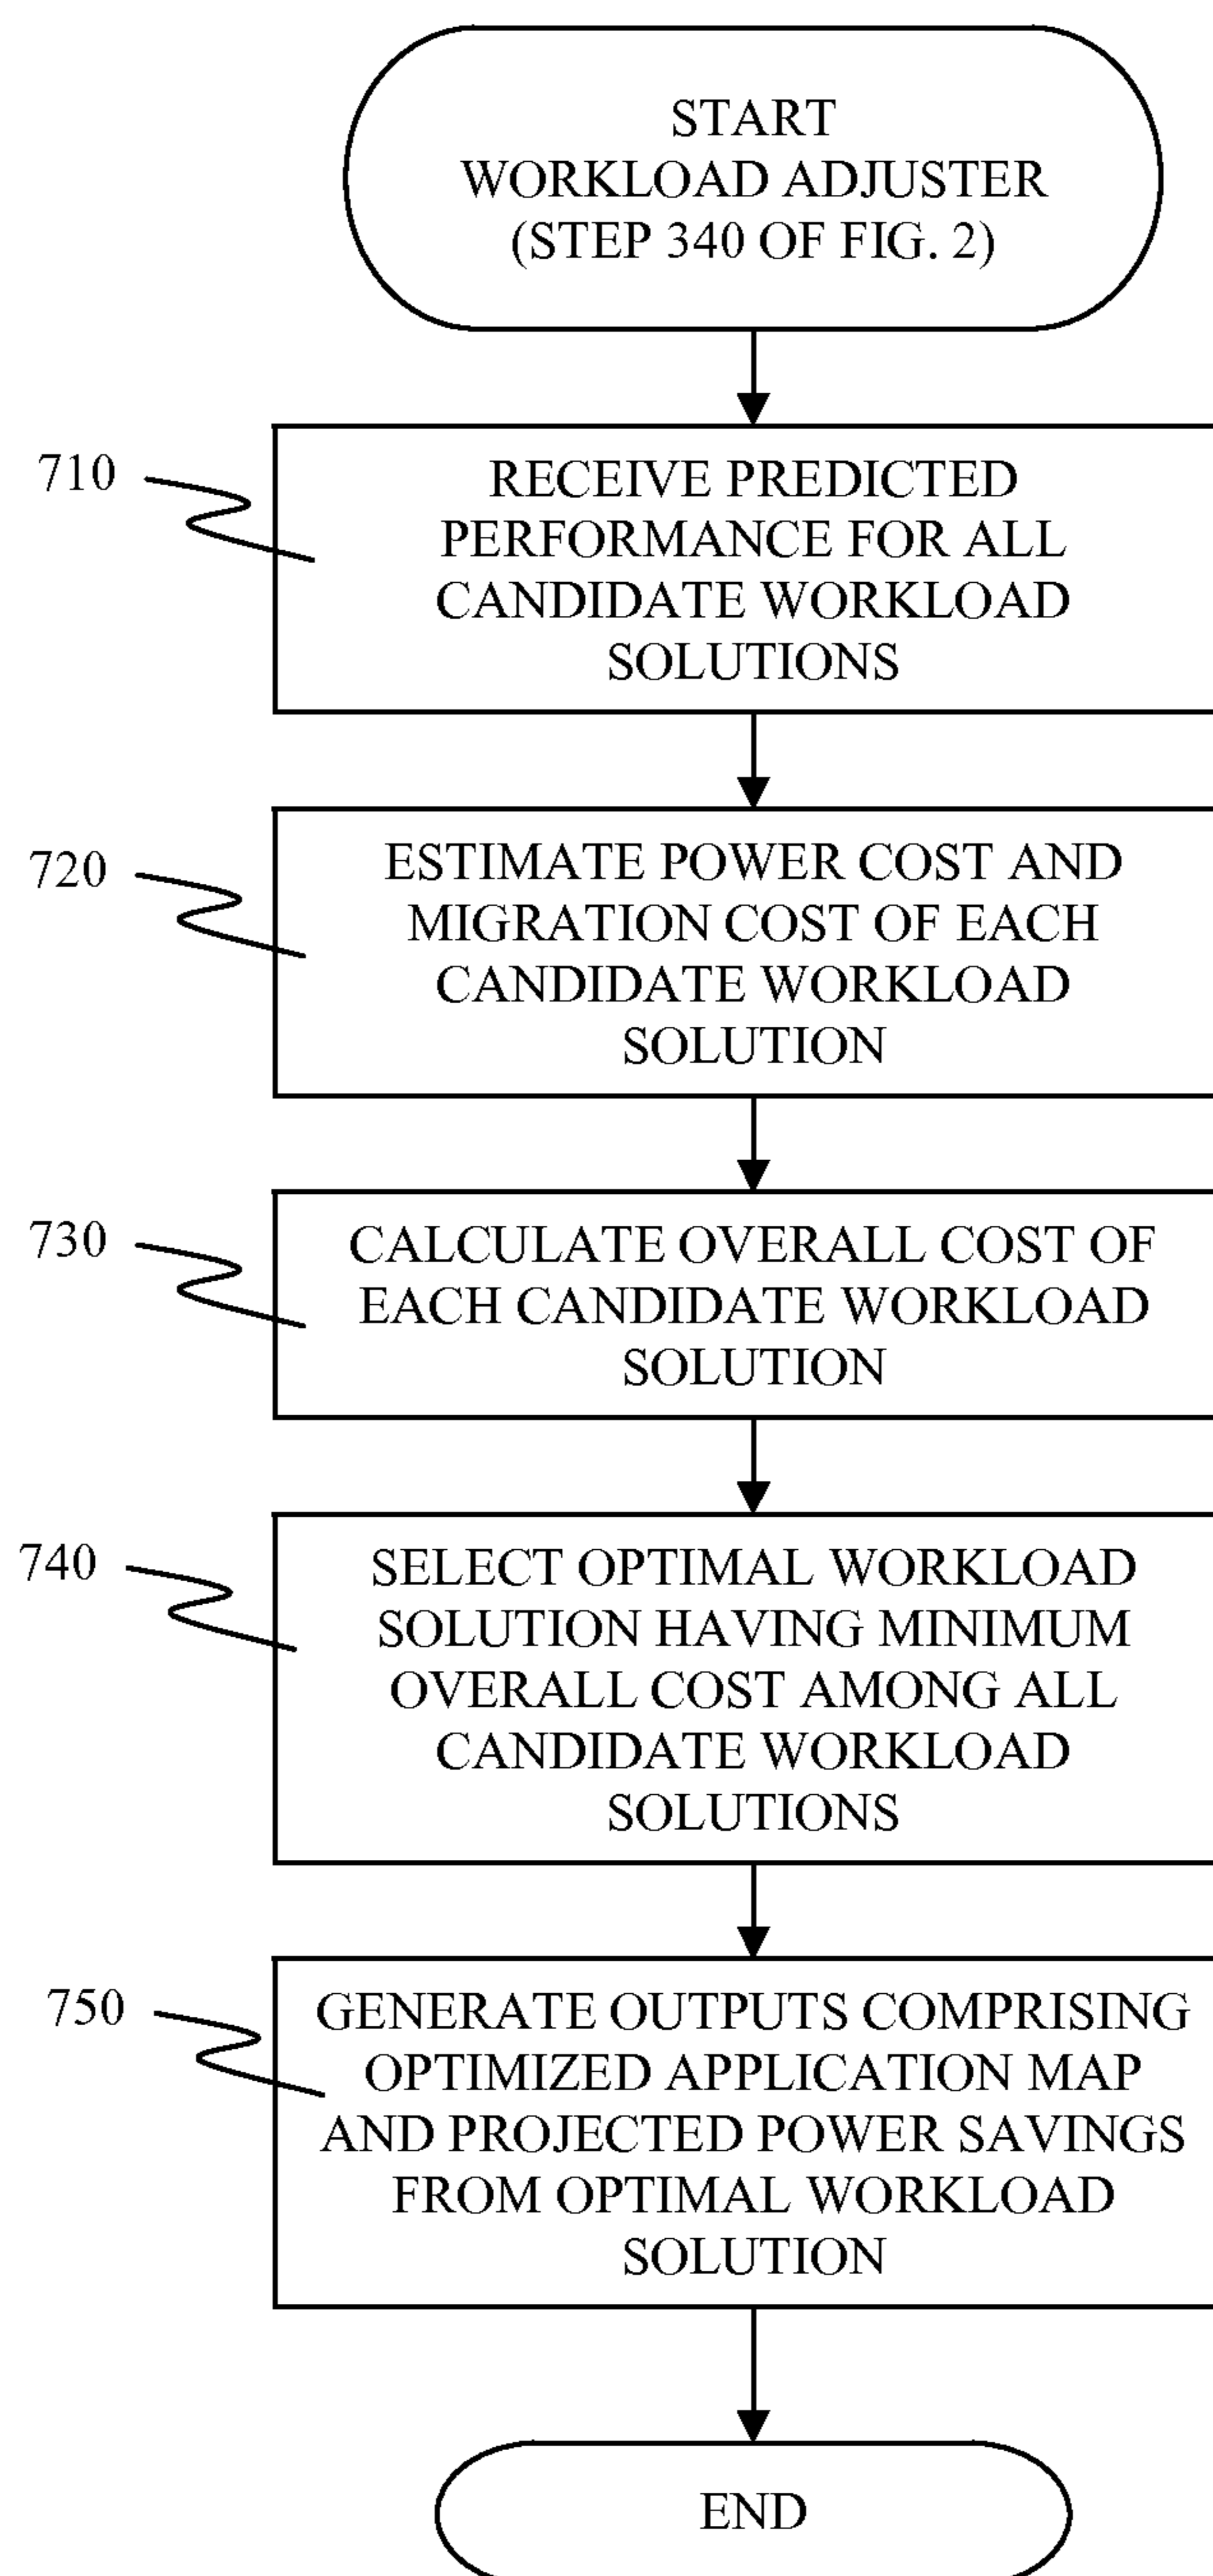 START
WORKLOAD ADJUSTER
(STEP 340 OF FIG. 2)
710
RECEIVE PREDICTED
PERFORMANCE FOR ALL
CANDIDATE WORKLOAD
SOLUTIONS
720
ESTIMATE POWER COST AND
MIGRATION COST OF EACH
CANDIDATE WORKLOAD
SOLUTION
730
CALCULATE OVERALL COST OF
EACH CANDIDATE WORKLOAD
SOLUTION
740
SELECT OPTIMAL WORKLOAD
SOLUTION HAVING MINIMUM
OVERALL COST AMONG ALL
CANDIDATE WORKLOAD
SOLUTIONS
750
GENERATE OUTPUTS COMPRISING
OPTIMIZED APPLICATION MAP
AND PROJECTED POWER SAVINGS
FROM OPTIMAL WORKLOAD
SOLUTION
END